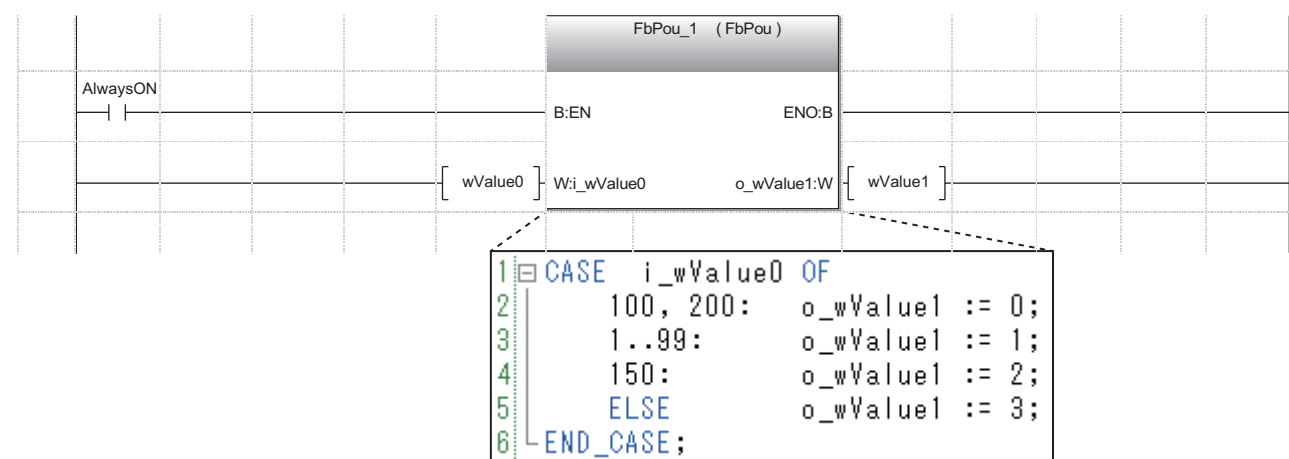 FbPou_1 (FbPou)
AlwaysON
B:EN ENO:B
wValue0 W:i_wValue0 o_wValue1:W wValue1
1 CASE i_wValue0 OF
2 100, 200: o_wValue1 := 0;
3 1..99: o_wValue1 := 1;
4 150: o_wValue1 := 2;
5 ELSE o_wValue1 := 3;
6 END_CASE;